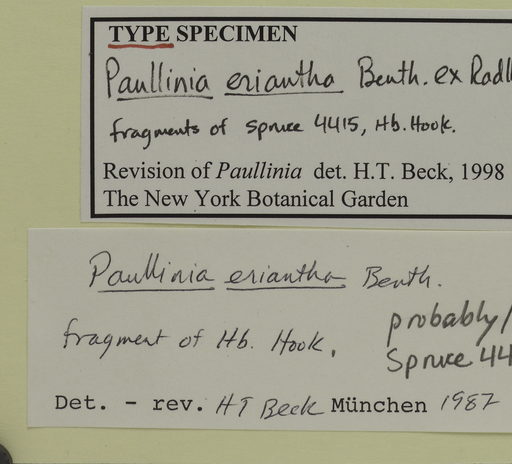 TYPE SPECIMEN
Paullinia eriantha Benth. ex Radl
fragments of Spruce 4415, Hb. Hook.
Revision of Paullinia det. H.T. Beck, 1998
The New York Botanical Garden
Paullinia eriantha Benth.
fragment of Hb. Hook.
probably/
Spruce 44
Det. - rev. HT Beck München 1987